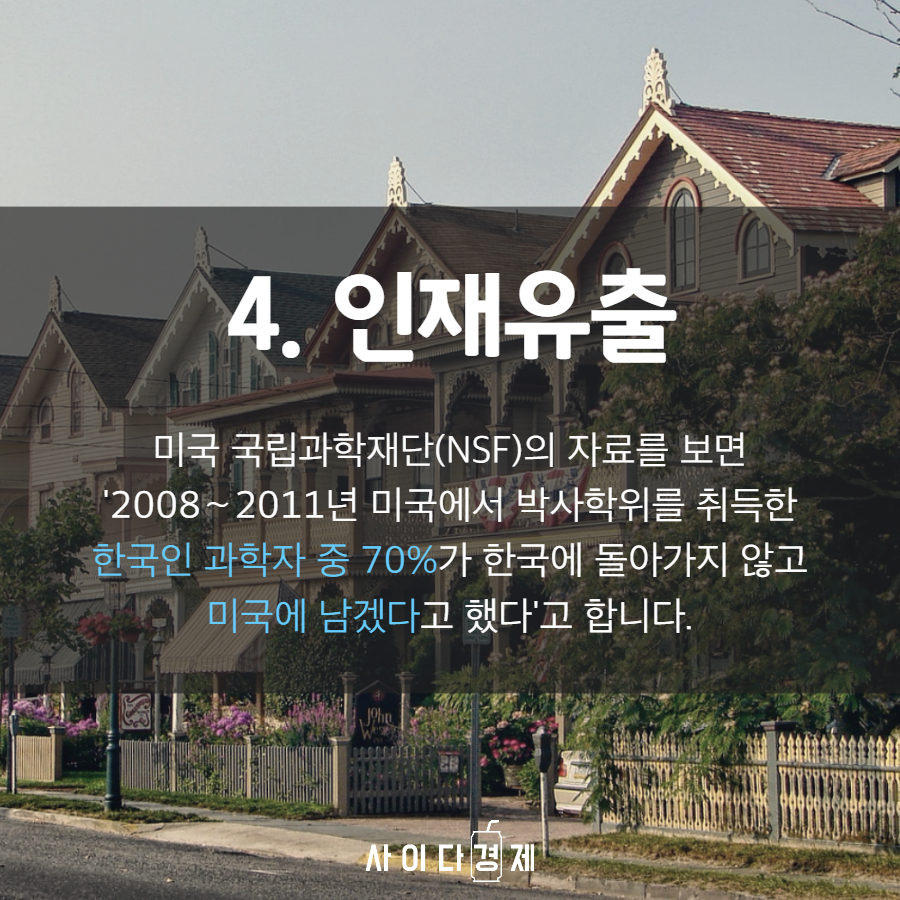 4. 인재유출
미국 국립과학재단(NSF)의 자료를 보면
'2008~2011년 미국에서 박사학위를 취득한
한국인 과학자 중 70%가 한국에 돌아가지 않고
미국에 남겠다고 했다'고 합니다.
John
사이다경제